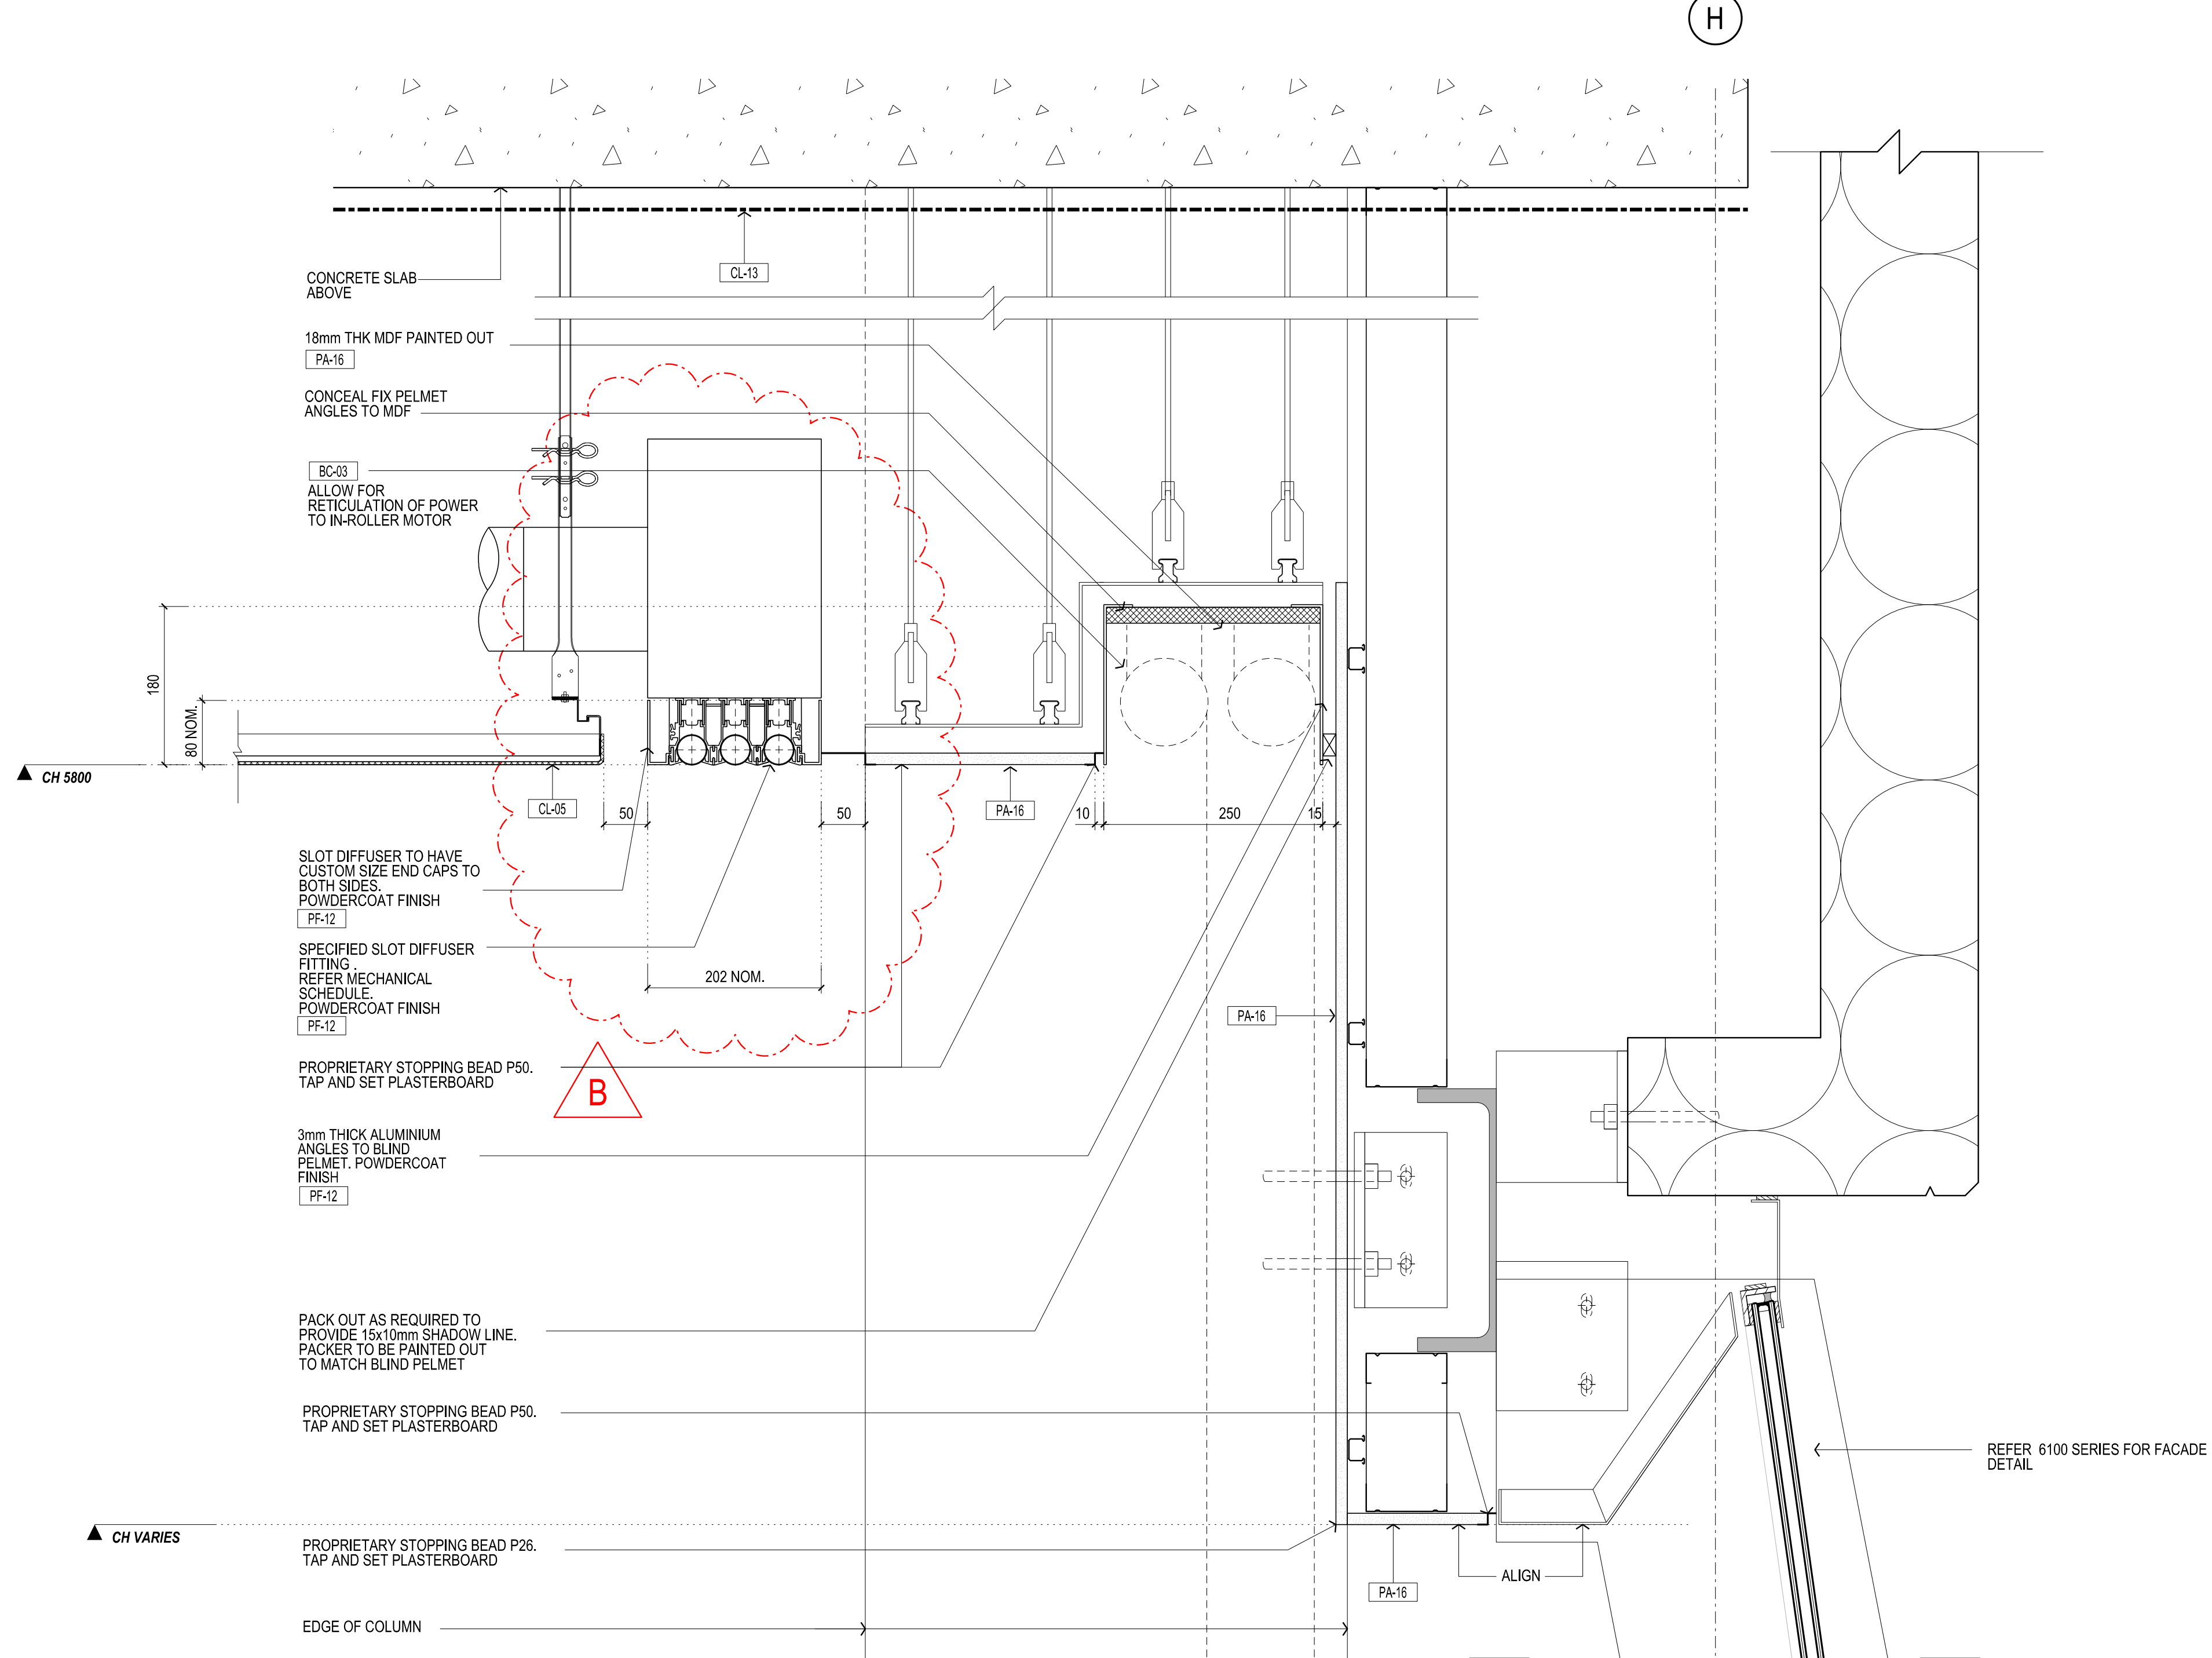 H
CONCRETE SLAB
ABOVE
CL-13
18mm THK MDF PAINTED OUT
PA-16
CONCEAL FIX PELMET
ANGLES TO MDF
BC-03
ALLOW FOR
RETICULATION OF POWER
TO IN-ROLLER MOTOR
180
80 NOM.
CH 5800
CL-05
50
50
PA-16
10
250
15
SLOT DIFFUSER TO HAVE
CUSTOM SIZE END CAPS TO
BOTH SIDES.
POWDERCOAT FINISH
PF-12
SPECIFIED SLOT DIFFUSER
FITTING .
REFER MECHANICAL
SCHEDULE.
POWDERCOAT FINISH
PF-12
202 NOM.
PA-16
PROPRIETARY STOPPING BEAD P50.
TAP AND SET PLASTERBOARD
B
3mm THICK ALUMINIUM
ANGLES TO BLIND
PELMET. POWDERCOAT
FINISH
PF-12
PACK OUT AS REQUIRED TO
PROVIDE 15x10mm SHADOW LINE.
PACKER TO BE PAINTED OUT
TO MATCH BLIND PELMET
PROPRIETARY STOPPING BEAD P50.
TAP AND SET PLASTERBOARD
REFER 6100 SERIES FOR FACADE
DETAIL
CH VARIES
PROPRIETARY STOPPING BEAD P26.
TAP AND SET PLASTERBOARD
ALIGN
PA-16
EDGE OF COLUMN